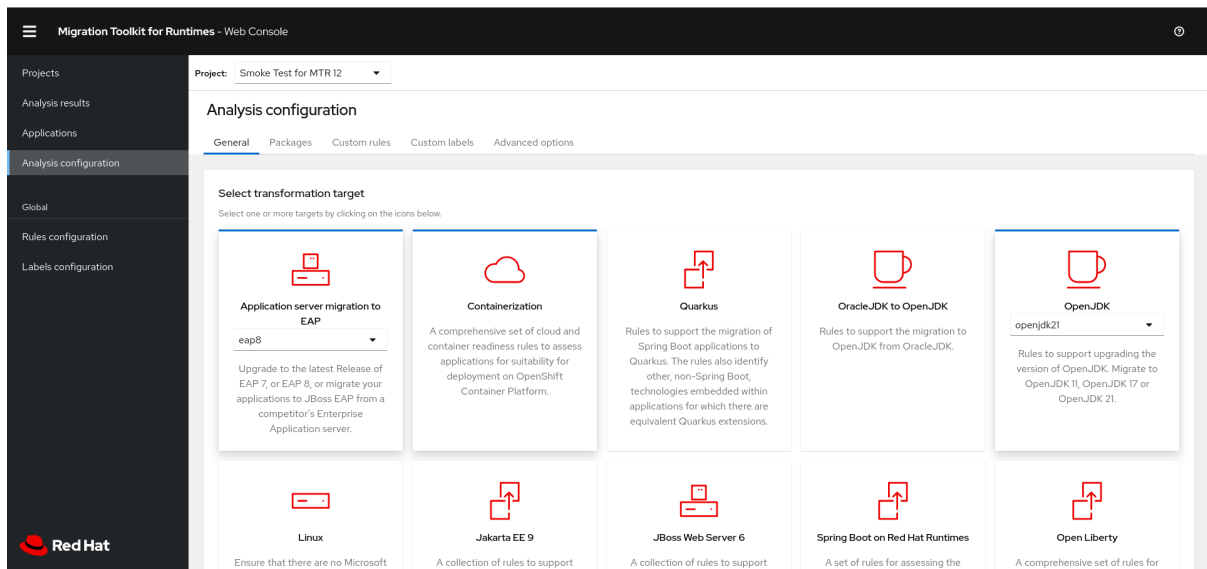 Migration Toolkit for Runtimes - Web Console
Projects
Analysis results
Applications
Analysis configuration
Global
Rules configuration
Labels configuration
Red Hat
Project: Smoke Test for MTR 12
Analysis configuration
General Packages Custom rules Custom labels Advanced options
Select transformation target
Select one or more targets by clicking on the icons below.
Application server migration to
EAP
eap8
Upgrade to the latest Release of
EAP 7, or EAP 8, or migrate your
applications to JBoss EAP from a
competitor's Enterprise
Application server.
Containerization
A comprehensive set of cloud and
container readiness rules to assess
applications for suitability for
deployment on OpenShift
Container Platform.
Quarkus
Rules to support the migration of
Spring Boot applications to
Quarkus. The rules also identify
other, non-Spring Boot,
technologies embedded within
applications for which there are
equivalent Quarkus extensions.
OracleJDK to OpenJDK
Rules to support the migration to
OpenJDK from OracleJDK.
OpenJDK
openjdk21
Rules to support upgrading the
version of OpenJDK. Migrate to
OpenJDK 11, OpenJDK 17 or
OpenJDK 21.
Linux
Ensure that there are no Microsoft
Jakarta EE 9
A collection of rules to support
JBoss Web Server 6
A collection of rules to support
Spring Boot on Red Hat Runtimes
A set of rules for assessing the
Open Liberty
A comprehensive set of rules for